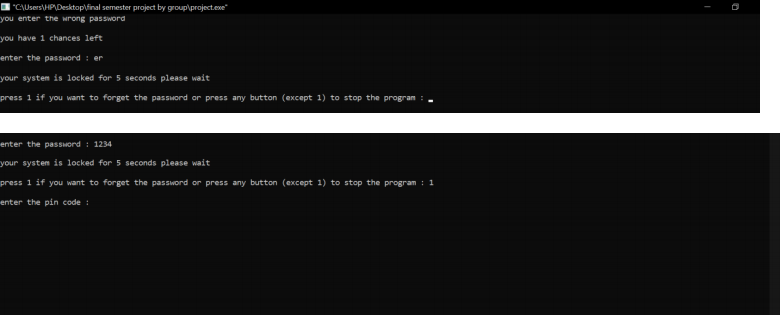 "C:\Users\HP\Desktop\final semester project by group\project.exe"
you enter the wrong password
you have 1 chances left
enter the password : er
your system is locked for 5 seconds please wait
press 1 if you want to forget the password or press any button (except 1) to stop the program :
enter the password : 1234
your system is locked for 5 seconds please wait
press 1 if you want to forget the password or press any button (except 1) to stop the program : 1
enter the pin code :